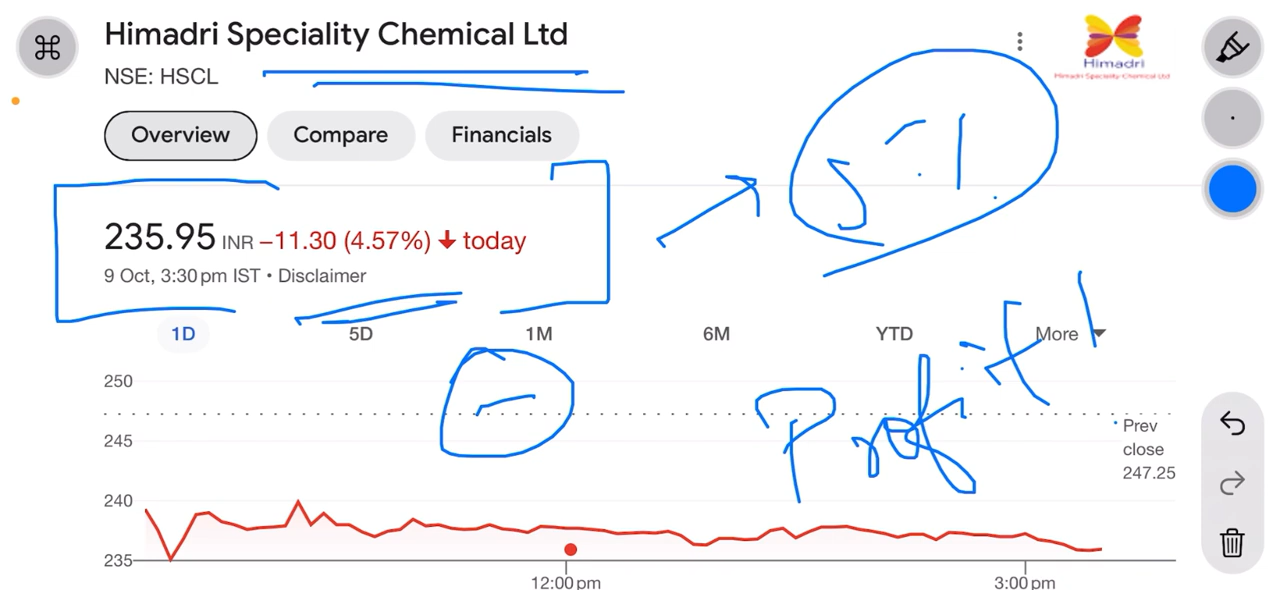 Himadri Speciality Chemical Ltd
NSE: HSCL
Himadri
Himadri Speciality Chemical Ltd
Overview
Compare
Financials
235.95 INR −11.30 (4.57%) today
9 Oct, 3:30 pm IST • Disclaimer
1D
5D
1M
6M
YTD
More
Profit
250
245
240
235
Prev
close
247.25
12:00 pm
3:00 pm